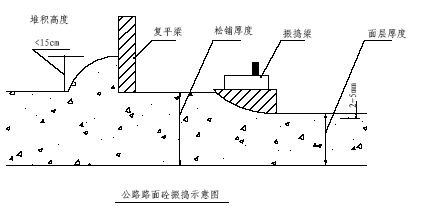 堆积高度
<15cm
复平梁
松铺厚度
振捣梁
面层厚度
2-5mm
公路路面砼振捣示意图